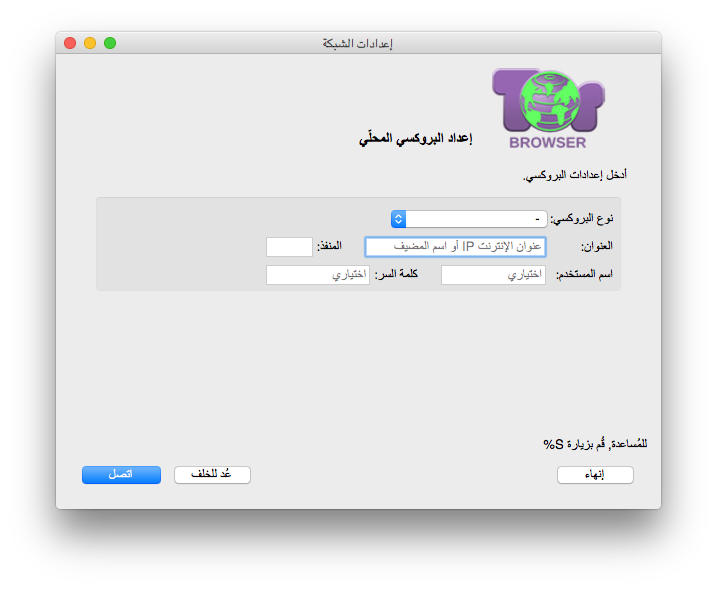 إعدادات الشبكة
Tor
BROWSER
إعداد البروكسي المحلّي
أدخل إعدادات البروكسي.
نوع البروكسي: -
العنوان: عنوان الإنترنت IP أو اسم المضيف المنفذ:
اسم المستخدم: اختياري كلمة السر: اختياري
للمُساعدة, قُم بزيارة %S
إنهاء عُد للخلف اتصل